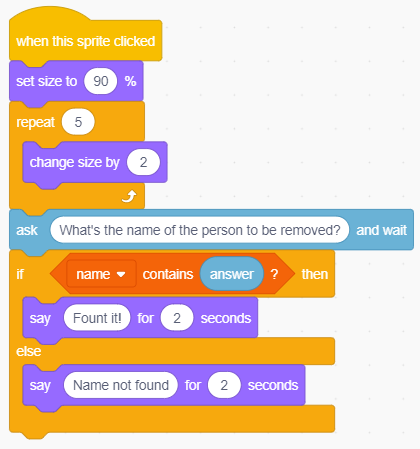 when this sprite clicked
set size to 90 %
repeat 5
change size by 2
ask What's the name of the person to be removed? and wait
if name contains answer ? then
say Fount it! for 2 seconds
else
say Name not found for 2 seconds